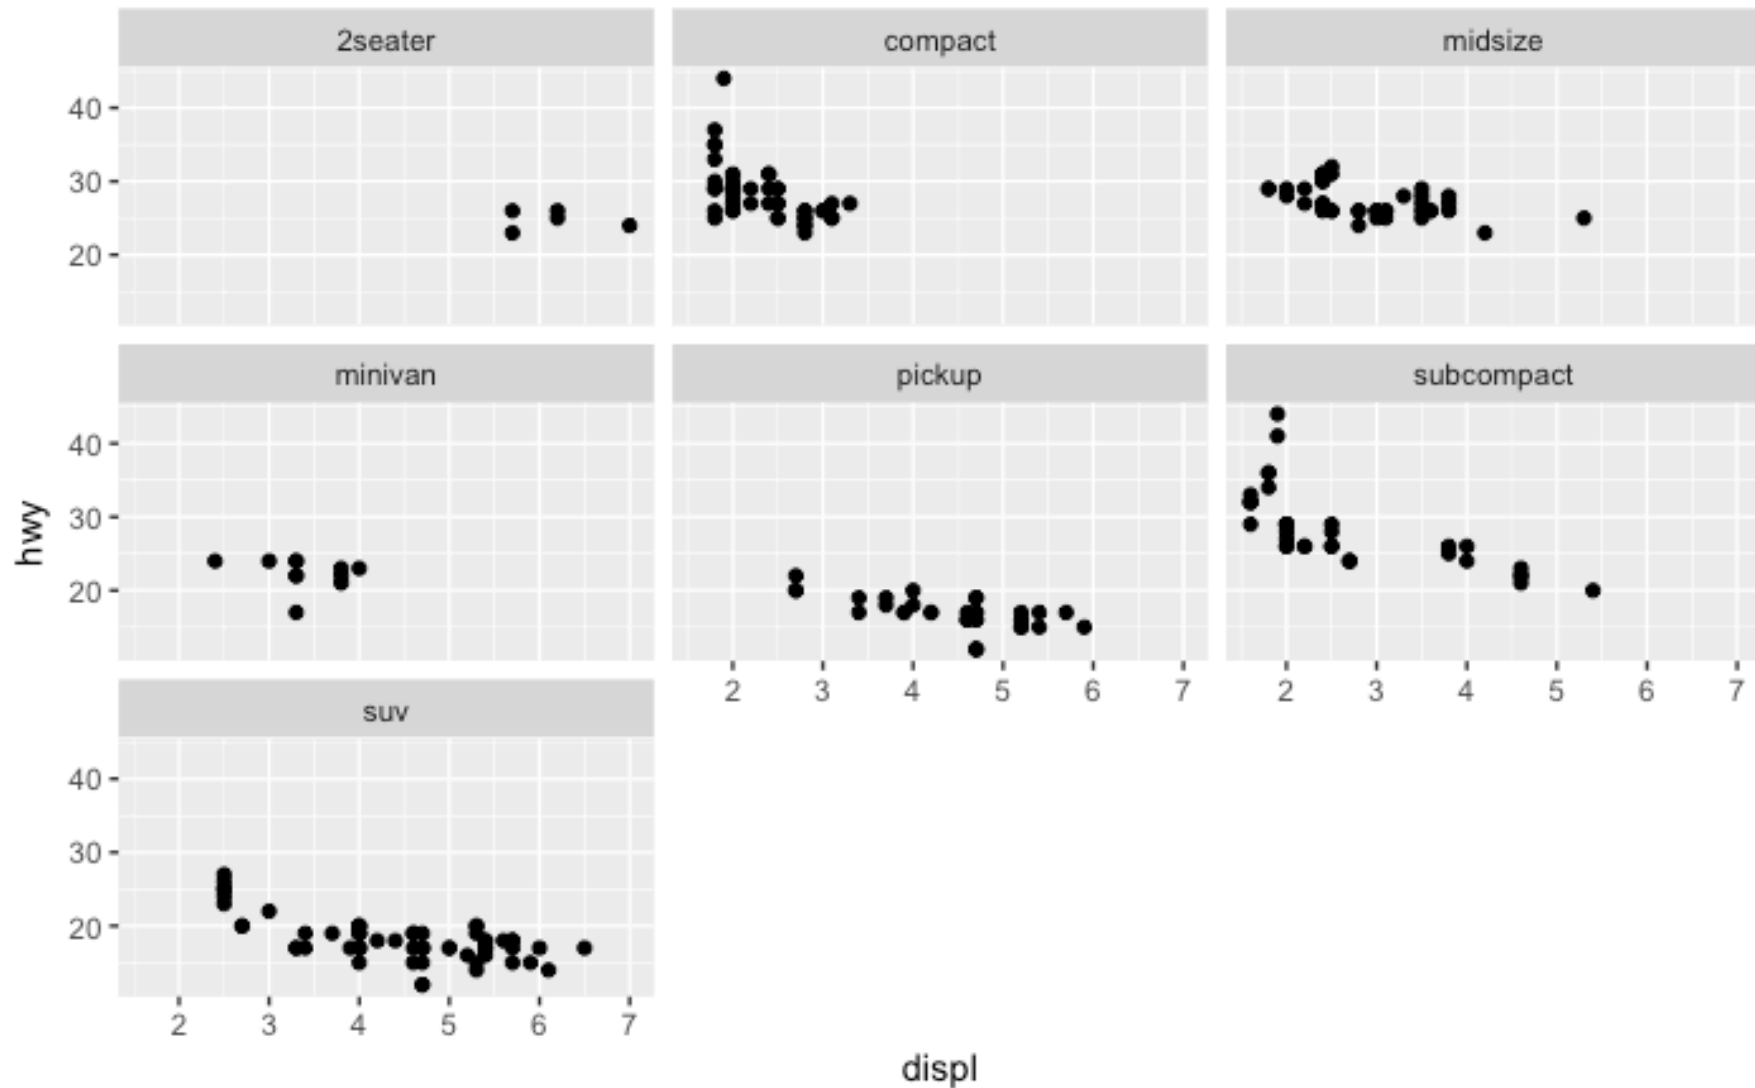 2seater compact midsize
40
30
20
minivan pickup subcompact
40
30
20
2 3 4 5 6 7 2 3 4 5 6 7
suv
40
30
20
2 3 4 5 6 7
hwy
displ